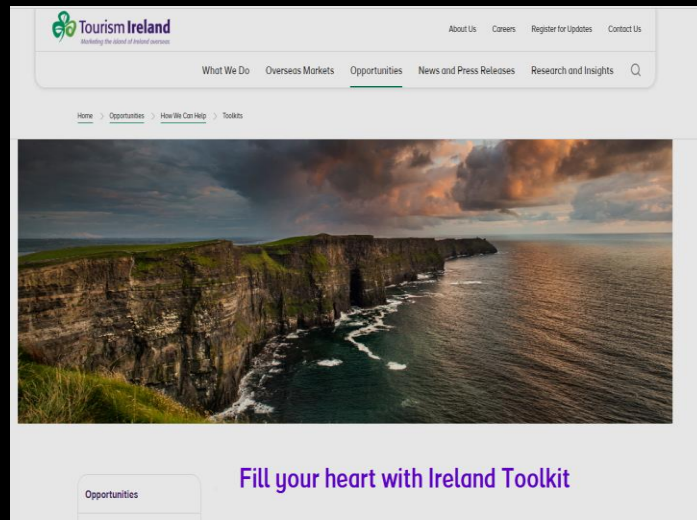 Tourism Ireland
Marketing the island of Ireland overseas
About Us Careers Register for Updates Contact Us
What We Do Overseas Markets Opportunities News and Press Releases Research and Insights
Home > Opportunities > How We Can Help > Toolkits
Fill your heart with Ireland Toolkit
Opportunities